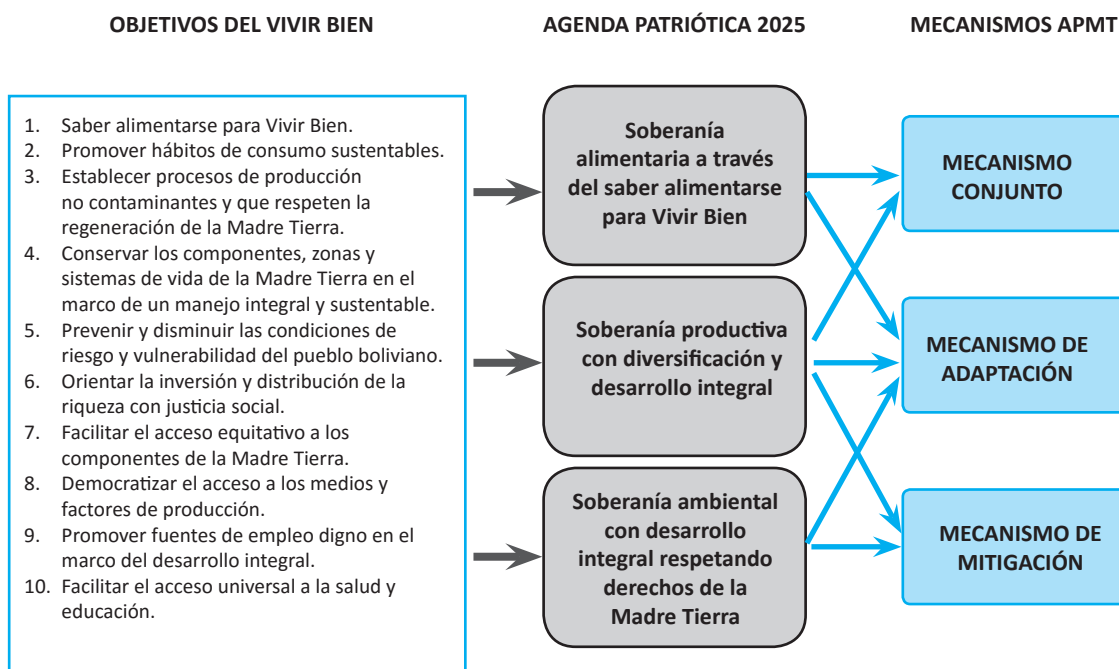 OBJETIVOS DEL VIVIR BIEN
AGENDA PATRIÓTICA 2025
MECANISMOS APMT
1. Saber alimentarse para Vivir Bien.
2. Promover hábitos de consumo sustentables.
3. Establecer procesos de producción
no contaminantes y que respeten la
regeneración de la Madre Tierra.
4. Conservar los componentes, zonas y
sistemas de vida de la Madre Tierra en el
marco de un manejo integral y sustentable.
5. Prevenir y disminuir las condiciones de
riesgo y vulnerabilidad del pueblo boliviano.
6. Orientar la inversión y distribución de la
riqueza con justicia social.
7. Facilitar el acceso equitativo a los
componentes de la Madre Tierra.
8. Democratizar el acceso a los medios y
factores de producción.
9. Promover fuentes de empleo digno en el
marco del desarrollo integral.
10. Facilitar el acceso universal a la salud y
educación.
Soberanía
alimentaria a través
del saber alimentarse
para Vivir Bien
Soberanía productiva
con diversificación y
desarrollo integral
Soberanía ambiental
con desarrollo
integral respetando
derechos de la
Madre Tierra
MECANISMO
CONJUNTO
MECANISMO DE
ADAPTACIÓN
MECANISMO DE
MITIGACIÓN